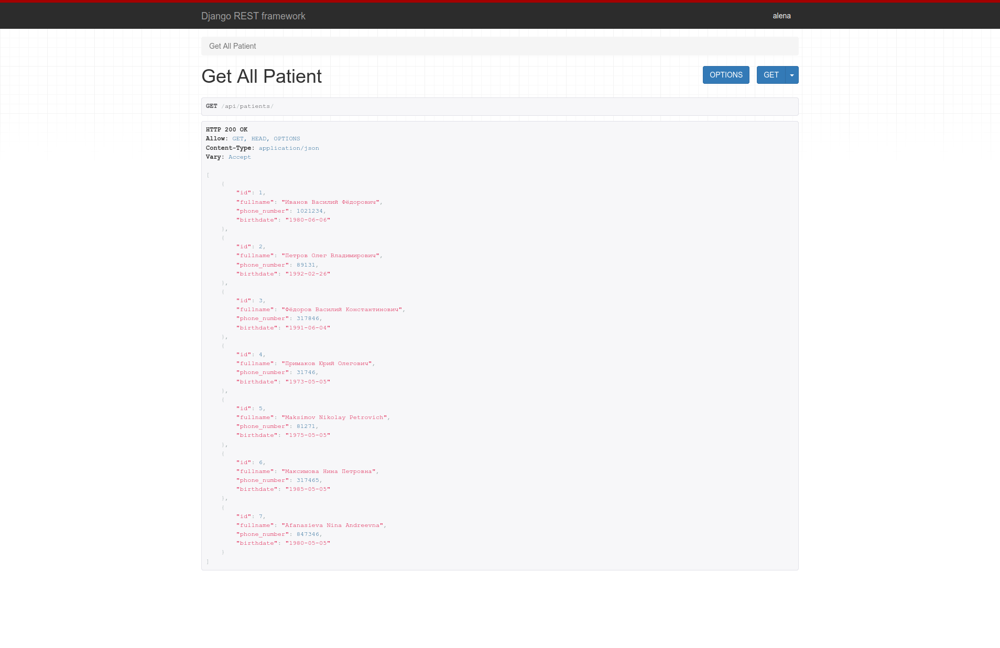 Django REST framework
alena
Get All Patient
Get All Patient
OPTIONS
GET
GET /api/patients/
HTTP 200 OK
Allow: GET, HEAD, OPTIONS
Content-Type: application/json
Vary: Accept
[
{
"id": 1,
"fullname": "Иванов Василий Фёдорович",
"phone_number": 1021234,
"birthdate": "1980-06-06"
},
{
"id": 2,
"fullname": "Петров Олег Владимирович",
"phone_number": 89131,
"birthdate": "1992-02-26"
},
{
"id": 3,
"fullname": "Фёдоров Василий Константинович",
"phone_number": 317846,
"birthdate": "1991-06-04"
},
{
"id": 4,
"fullname": "Примаков Юрий Олегович",
"phone_number": 31746,
"birthdate": "1973-05-05"
},
{
"id": 5,
"fullname": "Maksimov Nikolay Petrovich",
"phone_number": 81271,
"birthdate": "1975-05-05"
},
{
"id": 6,
"fullname": "Максимова Нина Петровна",
"phone_number": 317465,
"birthdate": "1985-05-05"
},
{
"id": 7,
"fullname": "Afanasieva Nina Andreevna",
"phone_number": 847346,
"birthdate": "1980-05-05"
}
]